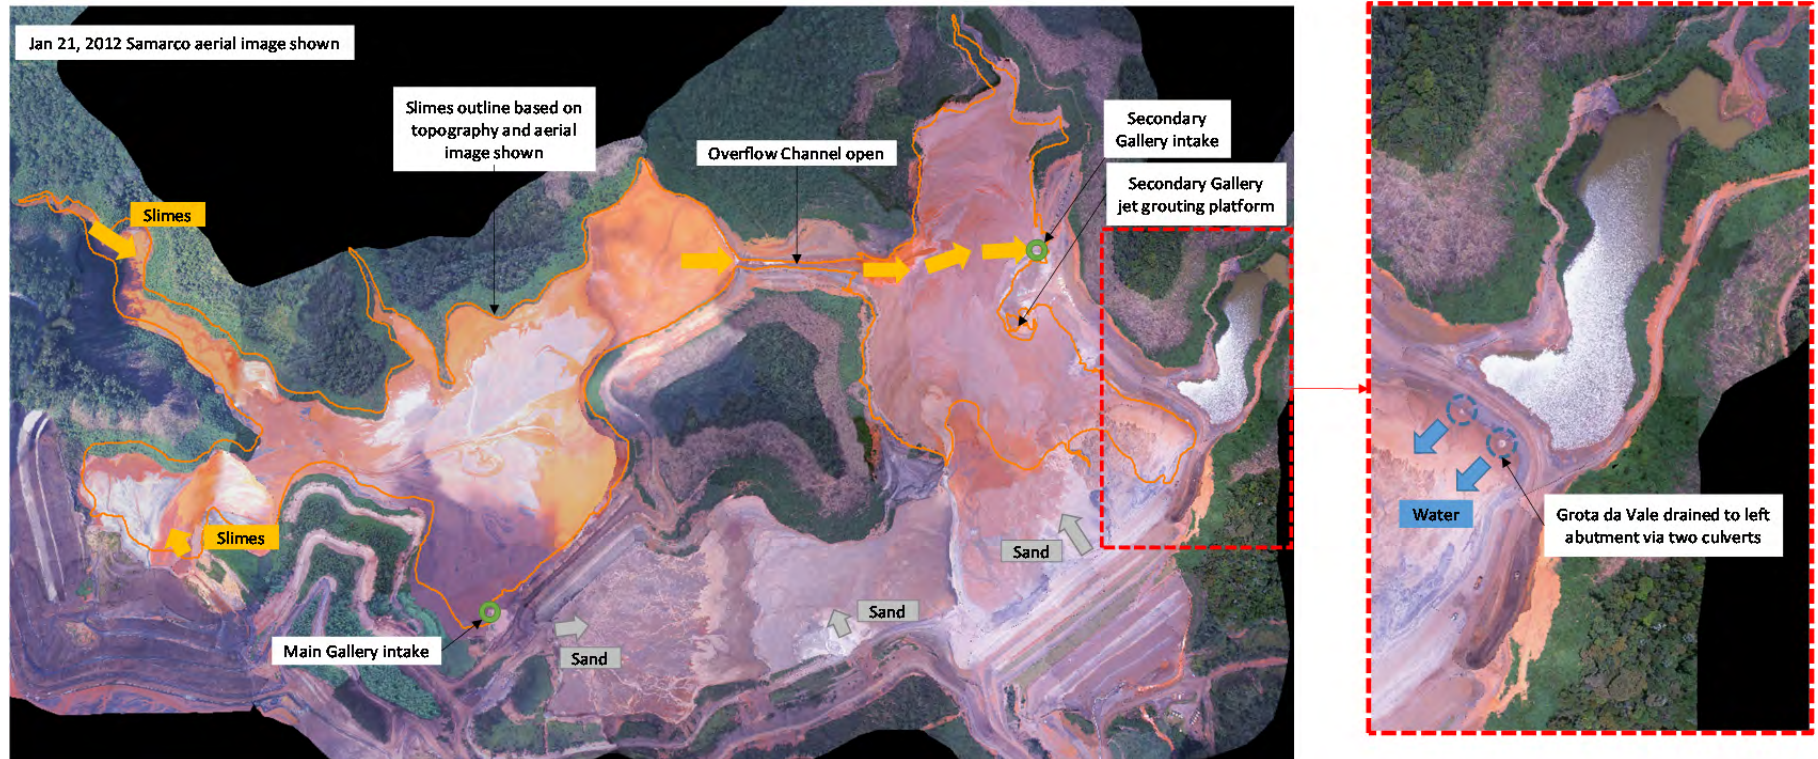 Jan 21, 2012 Samarco aerial image shown
Slimes outline based on
topography and aerial
image shown
Overflow Channel open
Secondary
Gallery intake
Secondary Gallery
jet grouting platform
Slimes
Slimes
Main Gallery intake
Sand
Sand
Sand
Water
Grota da Vale drained to left
abutment via two culverts